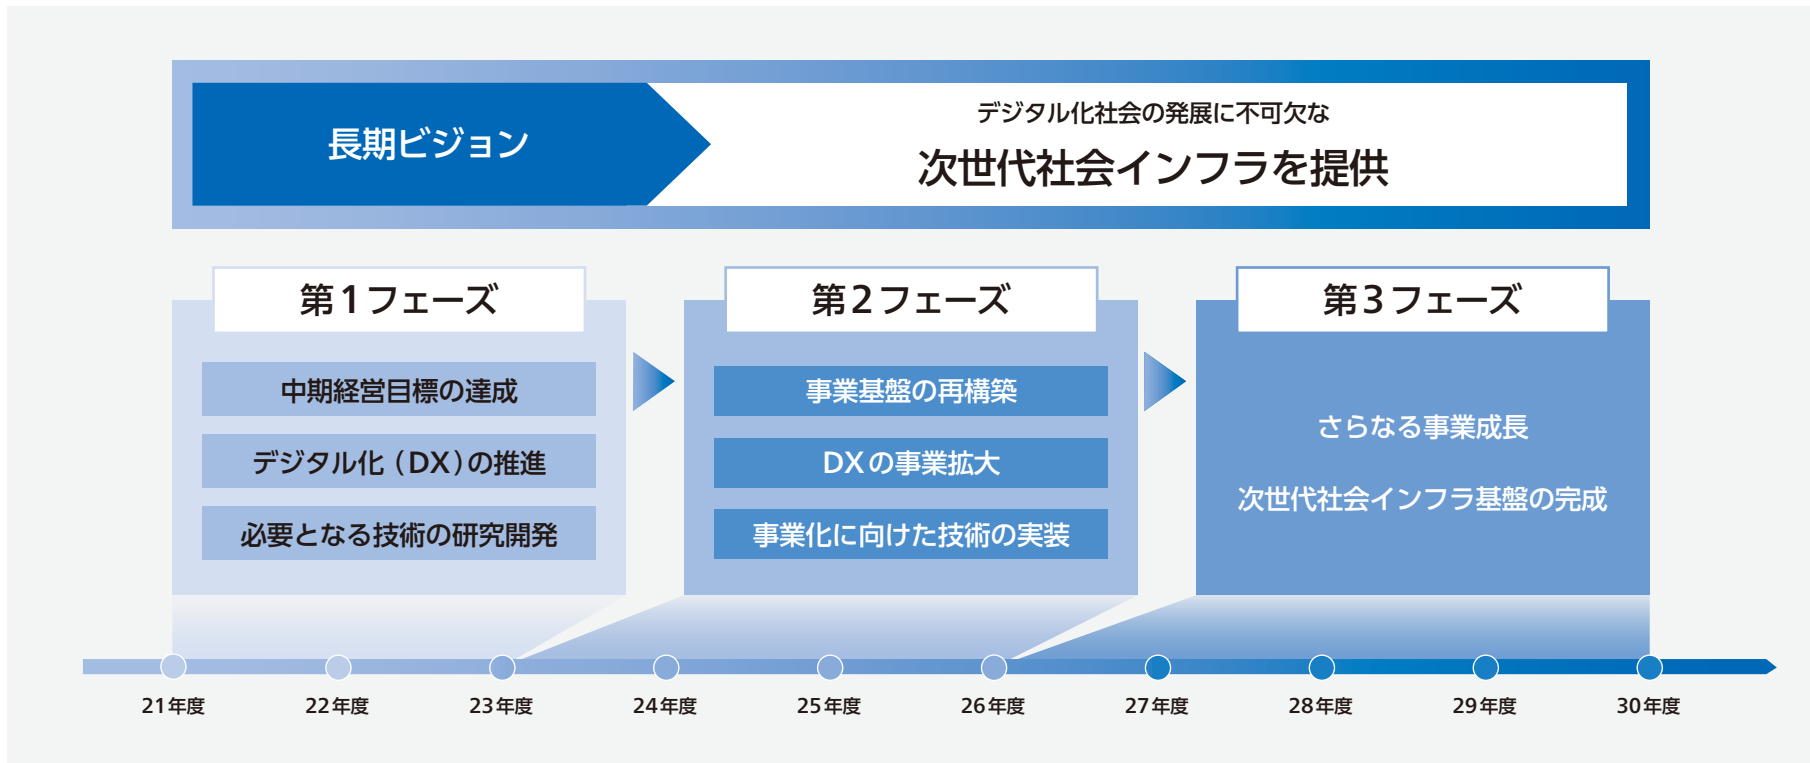 長期ビジョン
デジタル化社会の発展に不可欠な
次世代社会インフラを提供
第1フェーズ
中期経営目標の達成
デジタル化（DX）の推進
必要となる技術の研究開発
第2フェーズ
事業基盤の再構築
DXの事業拡大
事業化に向けた技術の実装
第3フェーズ
さらなる事業成長
次世代社会インフラ基盤の完成
21年度 22年度 23年度 24年度 25年度 26年度 27年度 28年度 29年度 30年度